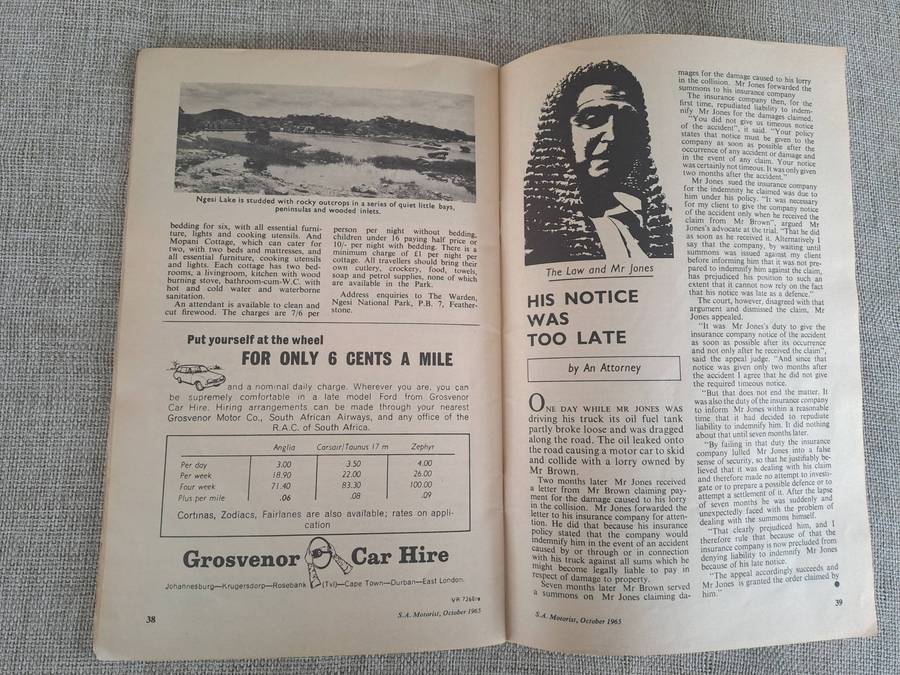 Ngesi Lake is studded with rocky outcrops in a series of quiet little bays,
peninsulas and wooded inlets.
bedding for six, with all essential furni-
ture, lights and cooking utensils. And
Mopani Cottage, which can cater for
two, with two beds and mattresses, and
all essential furniture, cooking utensils
and lights. Each cottage has two bed-
rooms, a livingroom, kitchen with wood
burning stove, bathroom-cum-W.C. with
hot and cold water and waterborne
sanitation.
An attendant is available to clean and
cut firewood. The charges are 7/6 per
person per night without bedding,
children under 16 paying half price or
10/- per night with bedding. There is a
minimum charge of £1 per night per
cottage. All travellers should bring their
own cutlery, crockery, food, towels,
soap and petrol supplies, none of which
are available in the Park.
Address enquiries to The Warden,
Ngesi National Park, P.B. 7, Feather-
stone.
Put yourself at the wheel
FOR ONLY 6 CENTS A MILE
and a nominal daily charge. Wherever you are, you can
be supremely comfortable in a late model Ford from Grosvenor
Car Hire. Hiring arrangements can be made through your nearest
Grosvenor Motor Co., South African Airways, and any office of the
R.A.C. of South Africa.
Anglia Corsair/Taunus 17 m Zephyr
Per day 3.00 3.50 4.00
Per week 18.90 22.00 26.00
Four week 71.40 83.30 100.00
Plus per mile .06 .08 .09
Cortinas, Zodiacs, Fairlanes are also available; rates on appli-
cation
Grosvenor Car Hire
Johannesburg—Krugersdorp—Rosebank (Tvl)—Cape Town—Durban—East London.
38
S.A. Motorist, October 1965
The Law and Mr Jones
HIS NOTICE
WAS
TOO LATE
by An Attorney
ONE DAY WHILE MR JONES WAS
driving his truck its oil fuel tank
partly broke loose and was dragged
along the road. The oil leaked onto
the road causing a motor car to skid
and collide with a lorry owned by
Mr Brown.
Two months later Mr Jones received
a letter from Mr Brown claiming pay-
ment for the damage caused to his lorry
in the collision. Mr Jones forwarded the
letter to his insurance company for atten-
tion. He did that because his insurance
policy stated that the company would
indemnify him in the event of an accident
caused by or through or in connection
with his truck against all sums which he
might become legally liable to pay in
respect of damage to property.
Seven months later Mr Brown served
a summons on Mr Jones claiming da-
mages for the damage caused to his lorry
in the collision. Mr Jones forwarded the
summons to his insurance company
The insurance company then, for the
first time, repudiated liability to indem-
nify Mr Jones for the damages claimed.
"You did not give us timeous notice
of the accident", it said. "Your policy
states that notice must be given to the
company as soon as possible after the
occurrence of any accident or damage and
in the event of any claim. Your notice
was certainly not timeous. It was only given
two months after the accident."
Mr Jones sued the insurance company
for the indemnity he claimed was due to
him under his policy. "It was necessary
for my client to give the company notice
of the accident only when he received the
claim from Mr Brown", argued Mr
Jones's advocate at the trial. "That he did
as soon as he received it. Alternatively I
say that the company, by waiting until
summons was issued against my client
before informing him that it was not pre-
pared to indemnify him against the claim,
has prejudiced his position to such an
extent that it cannot now rely on the fact
that his notice was late as a defence."
The court, however, disagreed with that
argument and dismissed the claim, Mr
Jones appealed.
"It was Mr Jones's duty to give the
insurance company notice of the accident
as soon as possible after its occurrence
and not only after he received the claim",
said the appeal judge. "And since that
notice was given only two months after
the accident I agree that he did not give
the required timeous notice.
"But that does not end the matter. It
was also the duty of the insurance company
to inform Mr Jones within a reasonable
time that it had decided to repudiate
liability to indemnify him. It did nothing
about that until seven months later.
"By failing in that duty the insurance
company lulled Mr Jones into a false
sense of security, so that he justifiably be-
lieved that it was dealing with his claim
and therefore made no attempt to investi-
gate or to prepare a possible defence or to
attempt a settlement of it. After the lapse
of seven months he was suddenly and
unexpectedly faced with the problem of
dealing with the summons himself.
"That clearly prejudiced him, and I
therefore rule that because of that the
insurance company is now precluded from
denying liability to indemnify Mr Jones
because of his late notice.
"The appeal accordingly succeeds and
Mr Jones is granted the order claimed by
him."
S.A. Motorist, October 1965
39